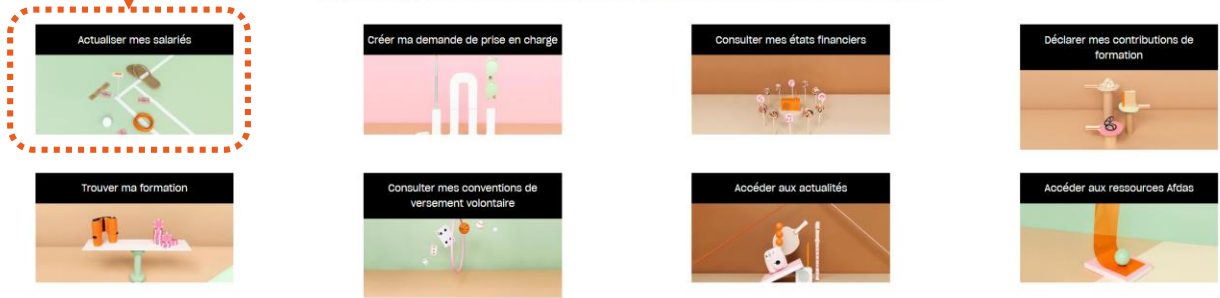 Actualiser mes salariés
Créer ma demande de prise en charge
Consulter mes états financiers
Déclarer mes contributions de
formation
Trouver ma formation
Consulter mes conventions de
versement volontaire
Accéder aux actualités
Accéder aux ressources Afdas